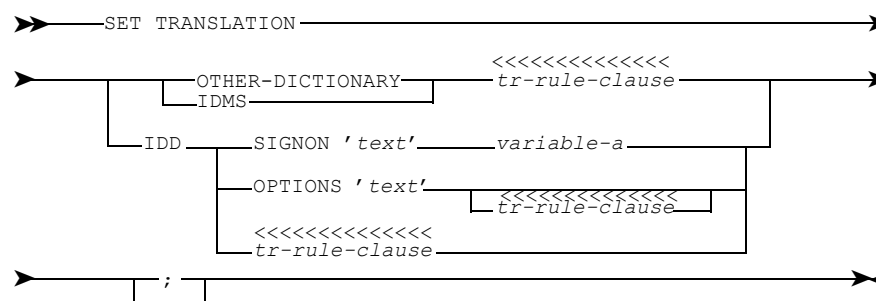 SET TRANSLATION
<<<<<<<<<<<<<<
OTHER-DICTIONARY tr-rule-clause
IDMS
IDD SIGNON 'text' variable-a
OPTIONS 'text' <<<<<<<<<<<<<<
tr-rule-clause
<<<<<<<<<<<<<<
tr-rule-clause
;